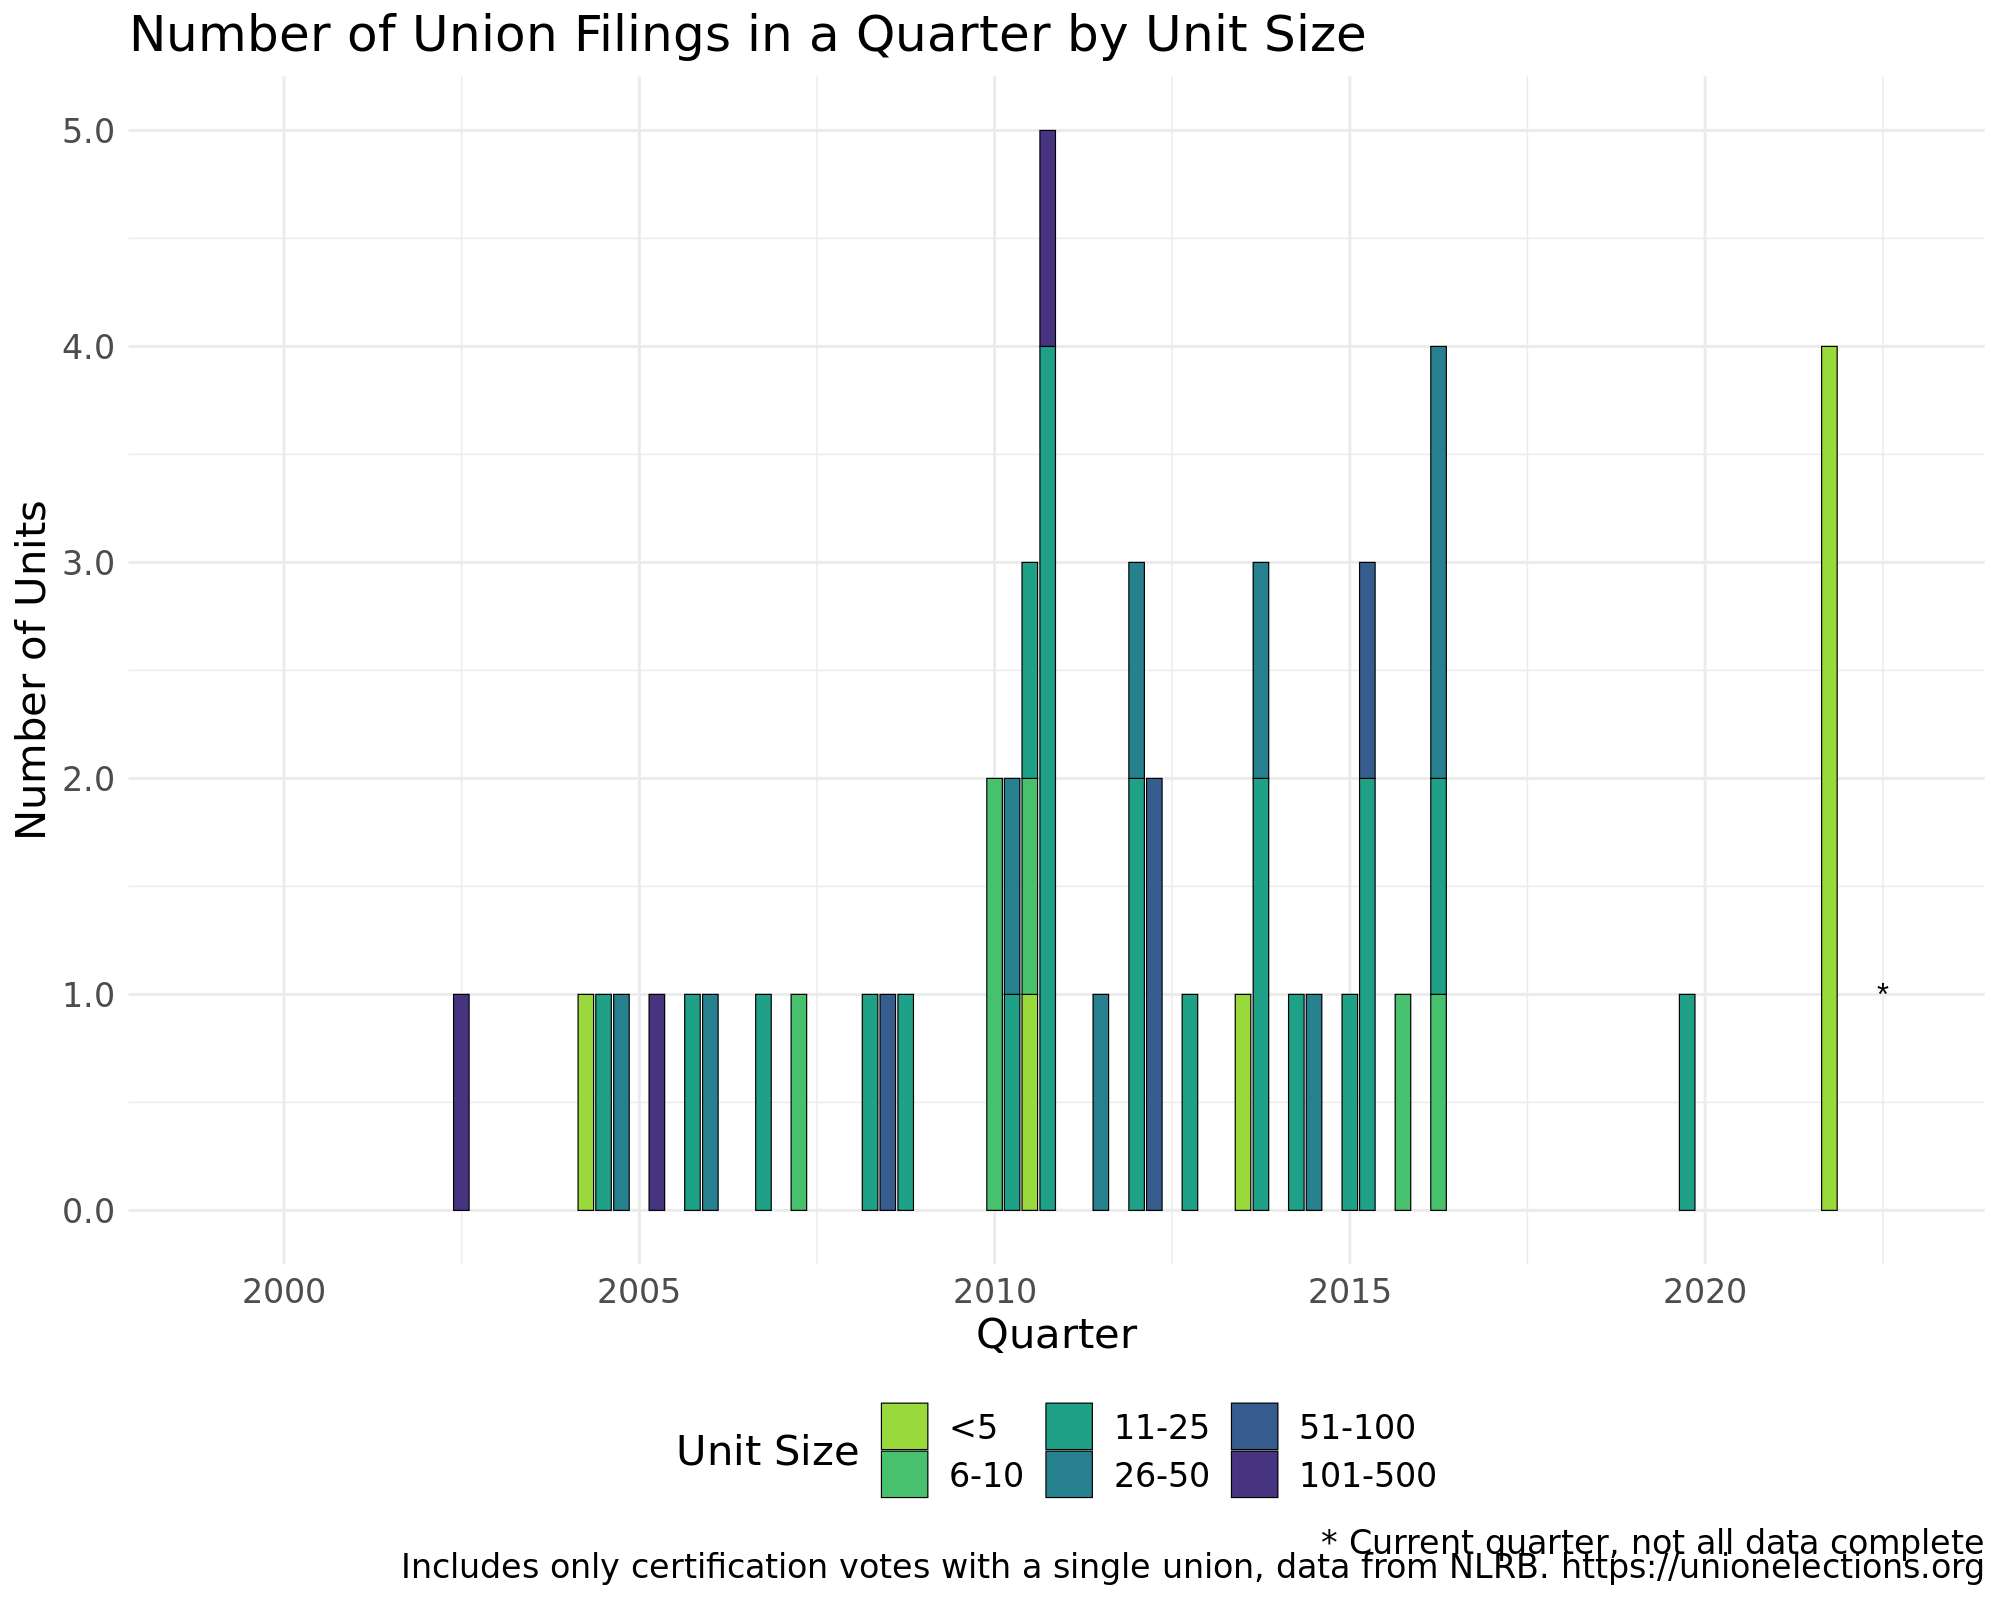 Number of Union Filings in a Quarter by Unit Size
5.0
4.0
3.0
2.0
1.0
0.0
Number of Units
*
2000 2005 2010 2015 2020
Quarter
Unit Size
<5 11-25 51-100
6-10 26-50 101-500
* Current quarter, not all data complete
Includes only certification votes with a single union, data from NLRB. https://unionelections.org